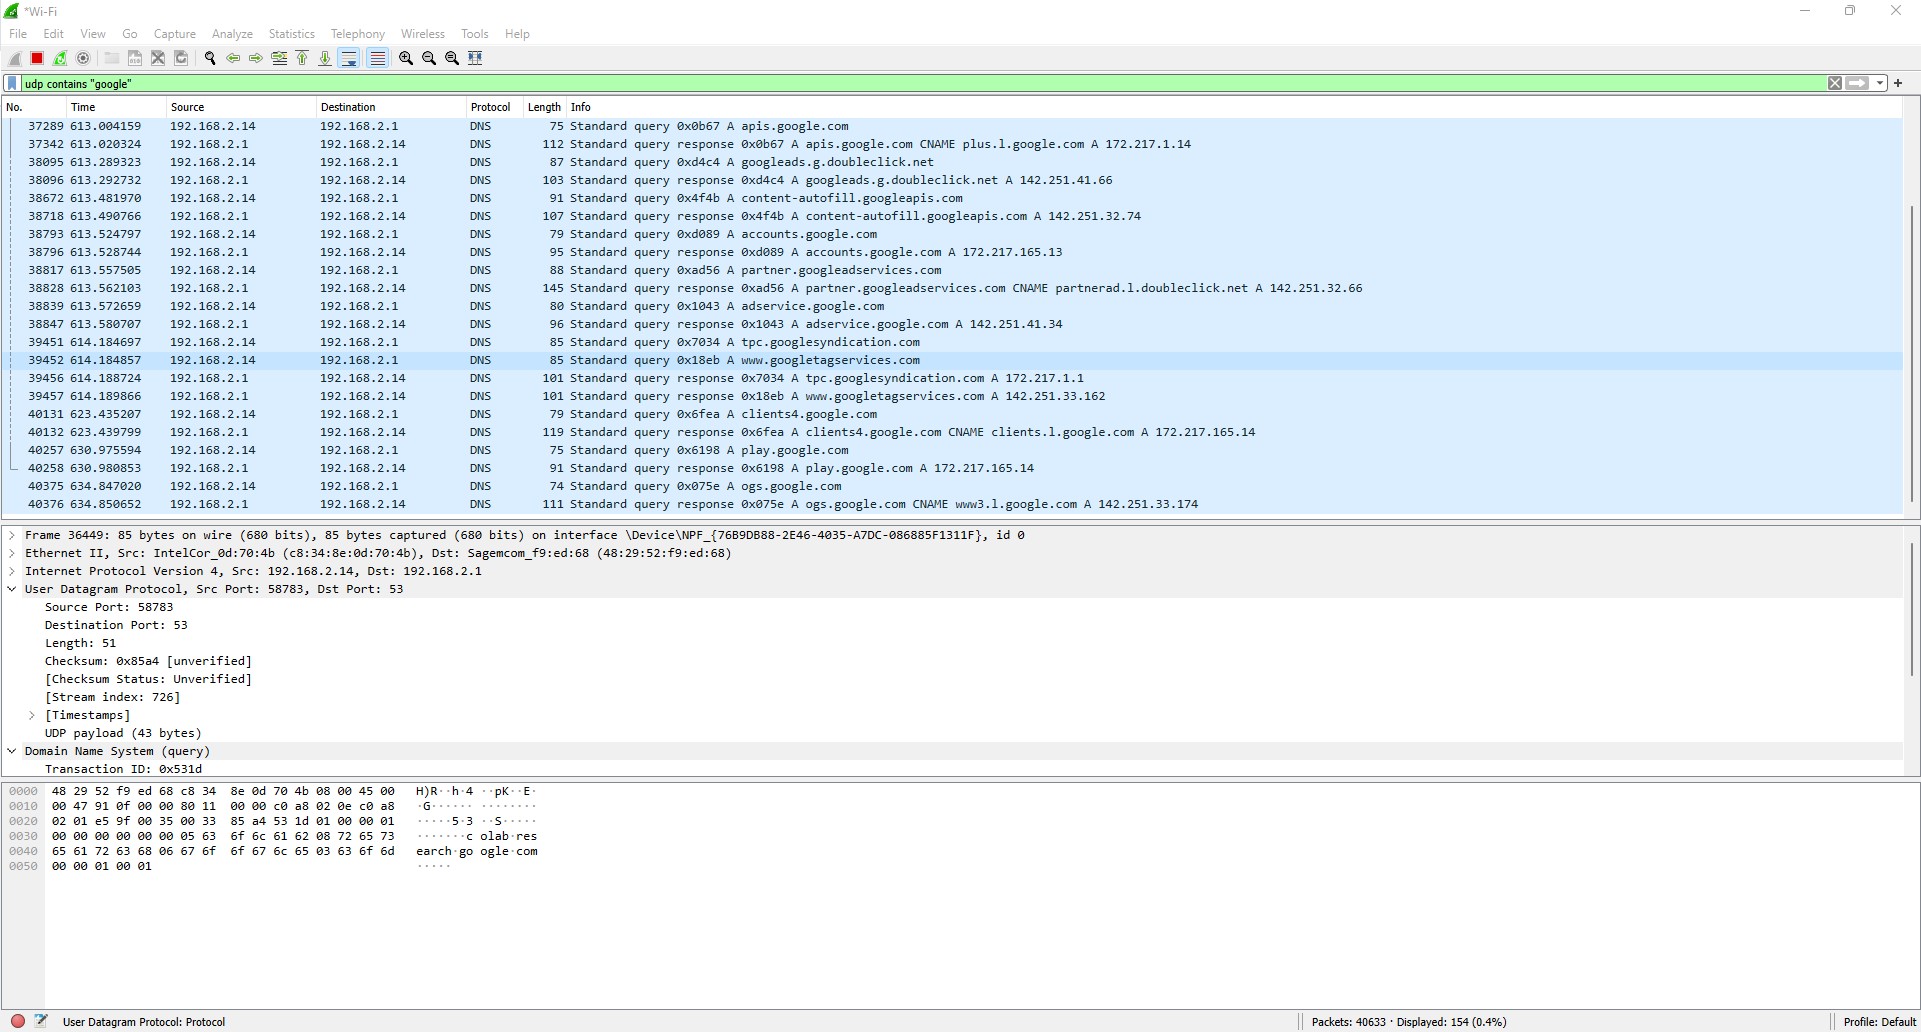 *Wi-Fi
File Edit View Go Capture Analyze Statistics Telephony Wireless Tools Help
udp contains "google"
No. Time Source Destination Protocol Length Info
37289 613.004159 192.168.2.14 192.168.2.1 DNS 75 Standard query 0x0b67 A apis.google.com
37342 613.020324 192.168.2.1 192.168.2.14 DNS 112 Standard query response 0x0b67 A apis.google.com CNAME plus.l.google.com A 172.217.1.14
38095 613.289323 192.168.2.14 192.168.2.1 DNS 87 Standard query 0xd4c4 A googleads.g.doubleclick.net
38096 613.292732 192.168.2.1 192.168.2.14 DNS 103 Standard query response 0xd4c4 A googleads.g.doubleclick.net A 142.251.41.66
38672 613.481970 192.168.2.14 192.168.2.1 DNS 91 Standard query 0x4f4b A content-autofill.googleapis.com
38718 613.490766 192.168.2.1 192.168.2.14 DNS 107 Standard query response 0x4f4b A content-autofill.googleapis.com A 142.251.32.74
38793 613.524797 192.168.2.14 192.168.2.1 DNS 79 Standard query 0xd089 A accounts.google.com
38796 613.528744 192.168.2.1 192.168.2.14 DNS 95 Standard query response 0xd089 A accounts.google.com A 172.217.165.13
38817 613.557505 192.168.2.14 192.168.2.1 DNS 88 Standard query 0xad56 A partner.googleadservices.com
38828 613.562103 192.168.2.1 192.168.2.14 DNS 145 Standard query response 0xad56 A partner.googleadservices.com CNAME partnerad.l.doubleclick.net A 142.251.32.66
38839 613.572659 192.168.2.14 192.168.2.1 DNS 80 Standard query 0x1043 A adservice.google.com
38847 613.580707 192.168.2.1 192.168.2.14 DNS 96 Standard query response 0x1043 A adservice.google.com A 142.251.41.34
39451 614.184697 192.168.2.14 192.168.2.1 DNS 85 Standard query 0x7034 A tpc.googlesyndication.com
39452 614.184857 192.168.2.14 192.168.2.1 DNS 85 Standard query 0x18eb A www.googletagservices.com
39456 614.188724 192.168.2.1 192.168.2.14 DNS 101 Standard query response 0x7034 A tpc.googlesyndication.com A 172.217.1.1
39457 614.189866 192.168.2.1 192.168.2.14 DNS 101 Standard query response 0x18eb A www.googletagservices.com A 142.251.33.162
40131 623.435207 192.168.2.14 192.168.2.1 DNS 79 Standard query 0x6fea A clients4.google.com
40132 623.439799 192.168.2.1 192.168.2.14 DNS 119 Standard query response 0x6fea A clients4.google.com CNAME clients.l.google.com A 172.217.165.14
40257 630.975594 192.168.2.14 192.168.2.1 DNS 75 Standard query 0x6198 A play.google.com
40258 630.980853 192.168.2.1 192.168.2.14 DNS 91 Standard query response 0x6198 A play.google.com A 172.217.165.14
40375 634.847020 192.168.2.14 192.168.2.1 DNS 74 Standard query 0x075e A ogs.google.com
40376 634.850652 192.168.2.1 192.168.2.14 DNS 111 Standard query response 0x075e A ogs.google.com CNAME www3.l.google.com A 142.251.33.174
Frame 36449: 85 bytes on wire (680 bits), 85 bytes captured (680 bits) on interface \Device\NPF_{76B9DB88-2E46-4035-A7DC-086885F1311F}, id 0
Ethernet II, Src: IntelCor_0d:70:4b (c8:34:8e:0d:70:4b), Dst: Sagemcom_f9:ed:68 (48:29:52:f9:ed:68)
Internet Protocol Version 4, Src: 192.168.2.14, Dst: 192.168.2.1
User Datagram Protocol, Src Port: 58783, Dst Port: 53
Source Port: 58783
Destination Port: 53
Length: 51
Checksum: 0x85a4 [unverified]
[Checksum Status: Unverified]
[Stream index: 726]
[Timestamps]
UDP payload (43 bytes)
Domain Name System (query)
Transaction ID: 0x531d
0000 48 29 52 f9 ed 68 c8 34 8e 0d 70 4b 08 00 45 00 H)R··h·4 ··pK··E·
0010 00 47 91 0f 00 00 80 11 00 00 c0 a8 02 0e c0 a8 ·G······ ········
0020 02 01 e5 9f 00 35 00 33 85 a4 53 1d 01 00 00 01 ·····5·3 ··S·····
0030 00 00 00 00 00 00 05 63 6f 6c 61 62 08 72 65 73 ·······c olab·res
0040 65 61 72 63 68 06 67 6f 6f 67 6c 65 03 63 6f 6d earch·go ogle·com
0050 00 00 01 00 01 ·····
User Datagram Protocol: Protocol Packets: 40633 · Displayed: 154 (0.4%) Profile: Default